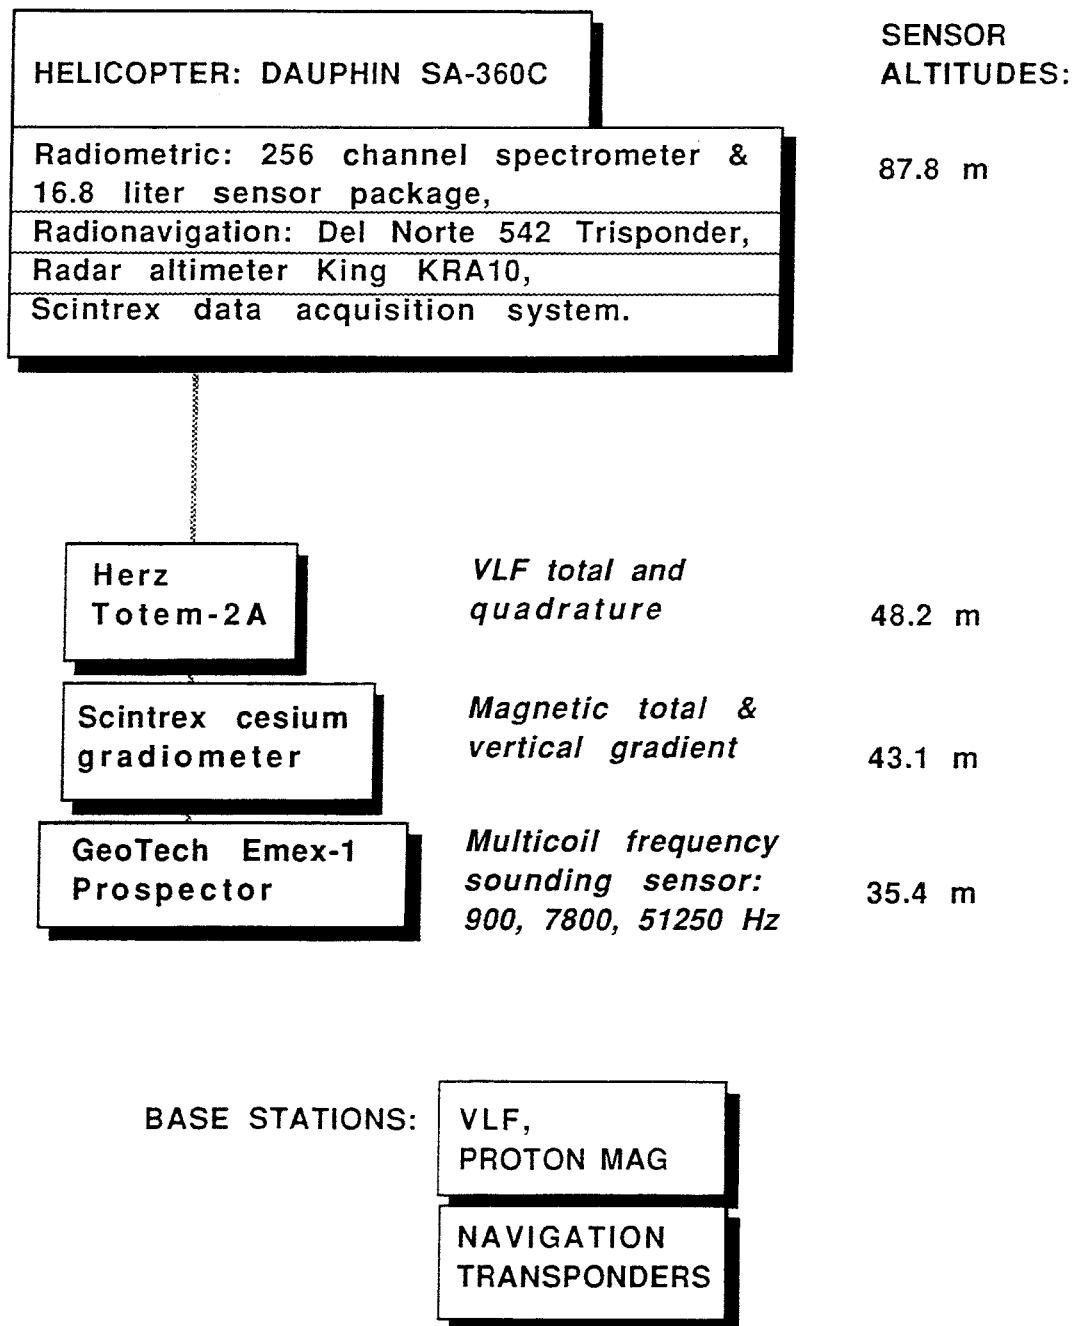 SENSOR
ALTITUDES:
HELICOPTER: DAUPHIN SA-360C
Radiometric: 256 channel spectrometer &
16.8 liter sensor package,
87.8 m
Radionavigation: Del Norte 542 Trisponder,
Radar altimeter King KRA10,
Scintrex data acquisition system.
Herz
Totem-2A
VLF total and
quadrature
48.2 m
Scintrex cesium
gradiometer
Magnetic total &
vertical gradient
43.1 m
GeoTech Emex-1
Prospector
Multicoil frequency
sounding sensor:
900, 7800, 51250 Hz
35.4 m
BASE STATIONS:
VLF,
PROTON MAG
NAVIGATION
TRANSPONDERS